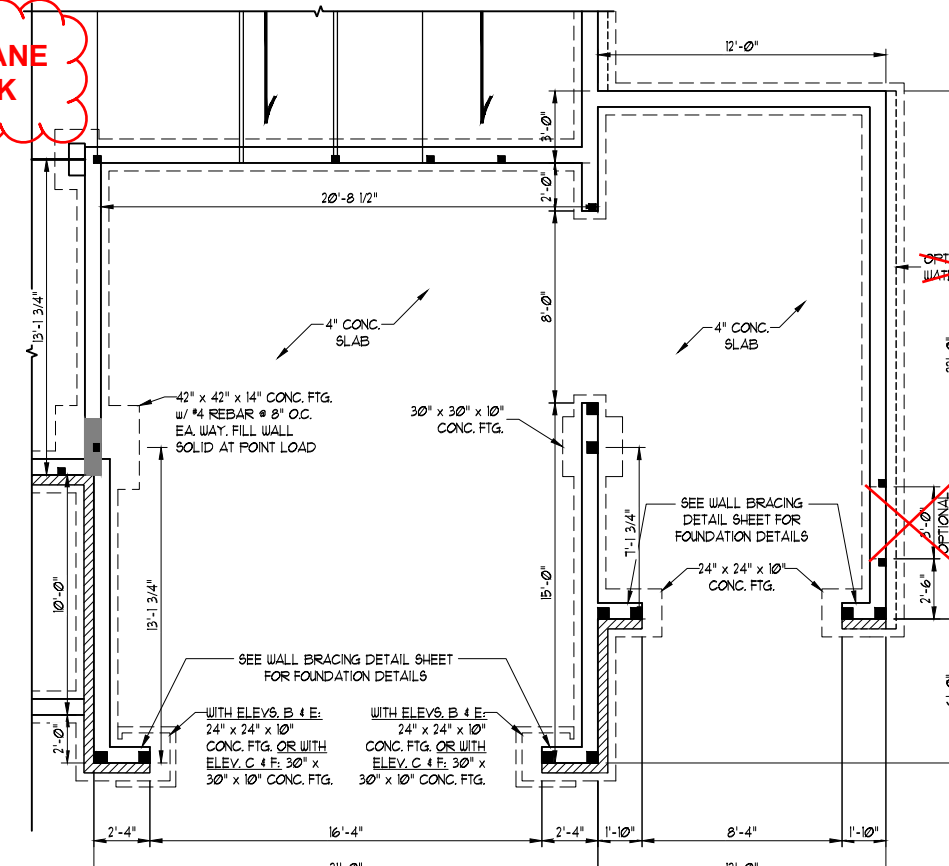 12'-0"
3'-0"
2'-0"
20'-8 1/2"
13'-1 3/4"
8'-0"
4" CONC.
SLAB
4" CONC.
SLAB
42" x 42" x 14" CONC. FTG.
w/ #4 REBAR @ 8" O.C.
EA. WAY. FILL WALL
SOLID AT POINT LOAD
30" x 30" x 10"
CONC. FTG.
SEE WALL BRACING
DETAIL SHEET FOR
FOUNDATION DETAILS
24" x 24" x 10"
CONC. FTG.
7'-1 3/4"
3'-0"
OPTIONAL
2'-6"
10'-0"
13'-1 3/4"
15'-0"
SEE WALL BRACING DETAIL SHEET
FOR FOUNDATION DETAILS
WITH ELEVS. B & E:
24" x 24" x 10"
CONC. FTG. OR WITH
ELEV. C & F: 30" x
30" x 10" CONC. FTG.
WITH ELEVS. B & E:
24" x 24" x 10"
CONC. FTG. OR WITH
ELEV. C & F: 30" x
30" x 10" CONC. FTG.
2'-0"
2'-4"
16'-4"
2'-4"
1'-10"
8'-4"
1'-10"